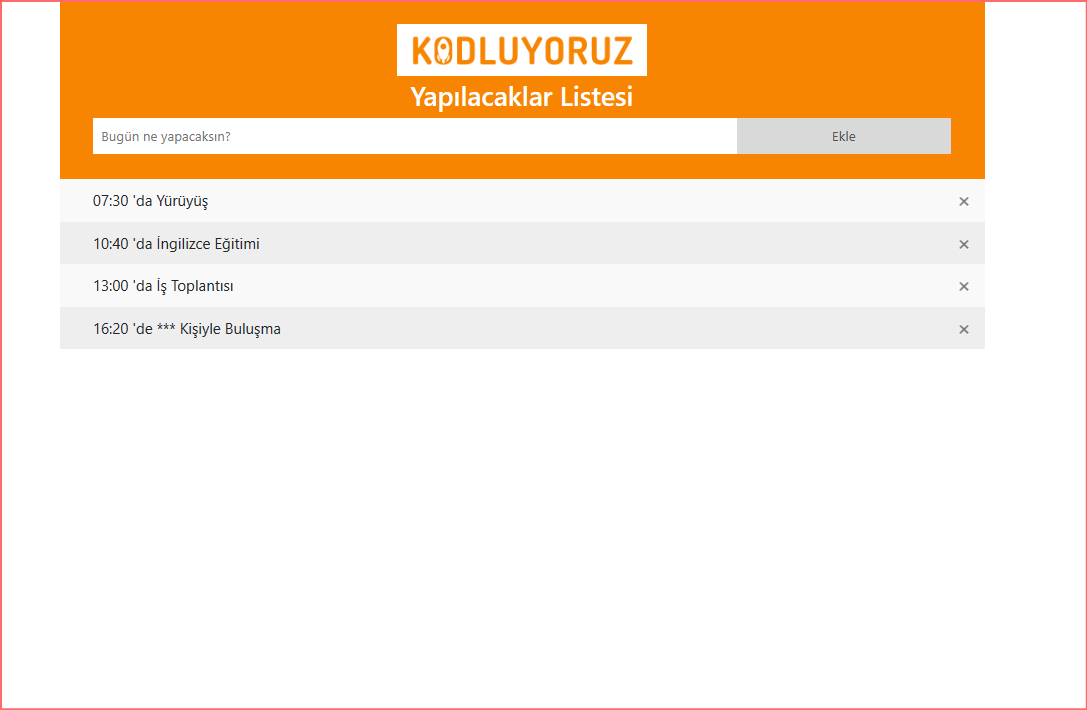 KODLUYORUZ
Yapılacaklar Listesi
Bugün ne yapacaksın?
Ekle
07:30 'da Yürüyüş ×
10:40 'da İngilizce Eğitimi ×
13:00 'da İş Toplantısı ×
16:20 'de *** Kişiyle Buluşma ×